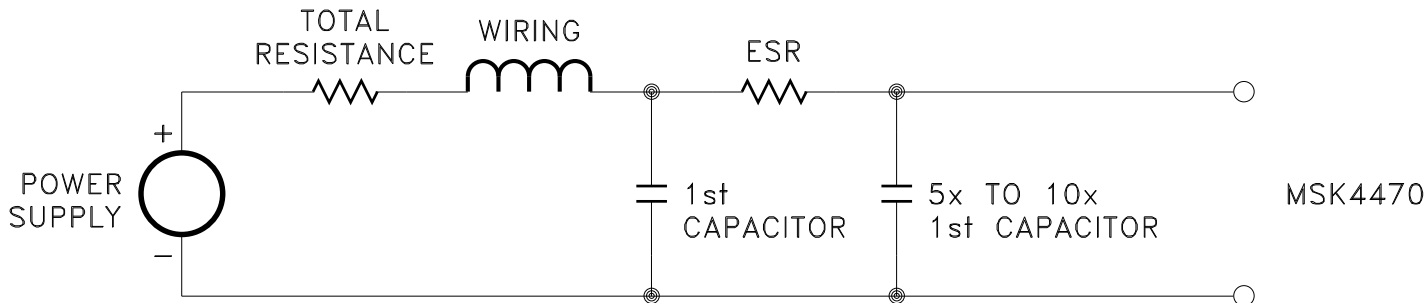 TOTAL
RESISTANCE
WIRING
ESR
+
POWER
SUPPLY
−
1st
CAPACITOR
5x TO 10x
1st CAPACITOR
MSK4470